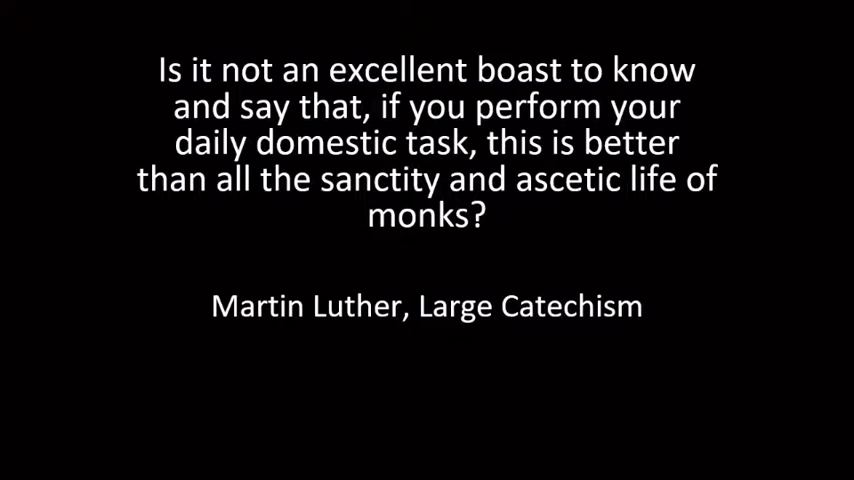 Is it not an excellent boast to know
and say that, if you perform your
daily domestic task, this is better
than all the sanctity and ascetic life of
monks?
Martin Luther, Large Catechism